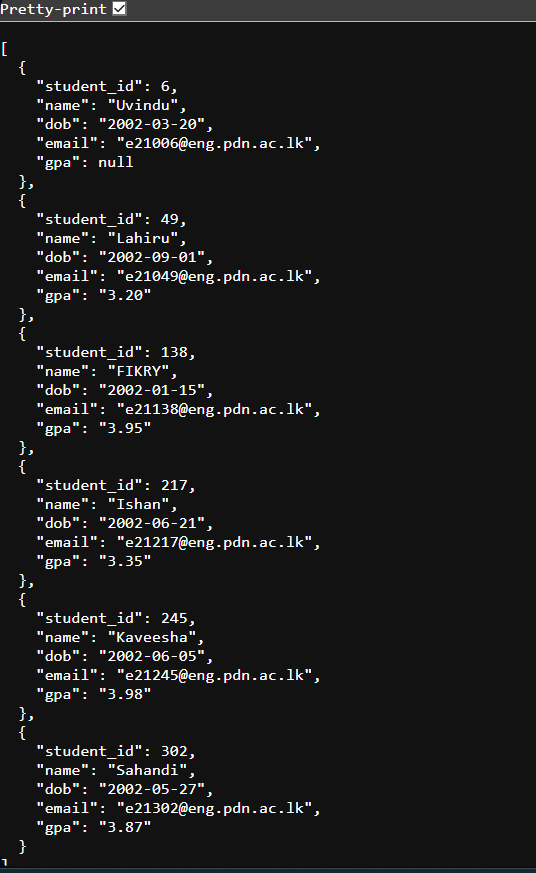 Pretty-print
[
  {
    "student_id": 6,
    "name": "Uvindu",
    "dob": "2002-03-20",
    "email": "e21006@eng.pdn.ac.lk",
    "gpa": null
  },
  {
    "student_id": 49,
    "name": "Lahiru",
    "dob": "2002-09-01",
    "email": "e21049@eng.pdn.ac.lk",
    "gpa": "3.20"
  },
  {
    "student_id": 138,
    "name": "FIKRY",
    "dob": "2002-01-15",
    "email": "e21138@eng.pdn.ac.lk",
    "gpa": "3.95"
  },
  {
    "student_id": 217,
    "name": "Ishan",
    "dob": "2002-06-21",
    "email": "e21217@eng.pdn.ac.lk",
    "gpa": "3.35"
  },
  {
    "student_id": 245,
    "name": "Kaveesha",
    "dob": "2002-06-05",
    "email": "e21245@eng.pdn.ac.lk",
    "gpa": "3.98"
  },
  {
    "student_id": 302,
    "name": "Sahandi",
    "dob": "2002-05-27",
    "email": "e21302@eng.pdn.ac.lk",
    "gpa": "3.87"
  }
]